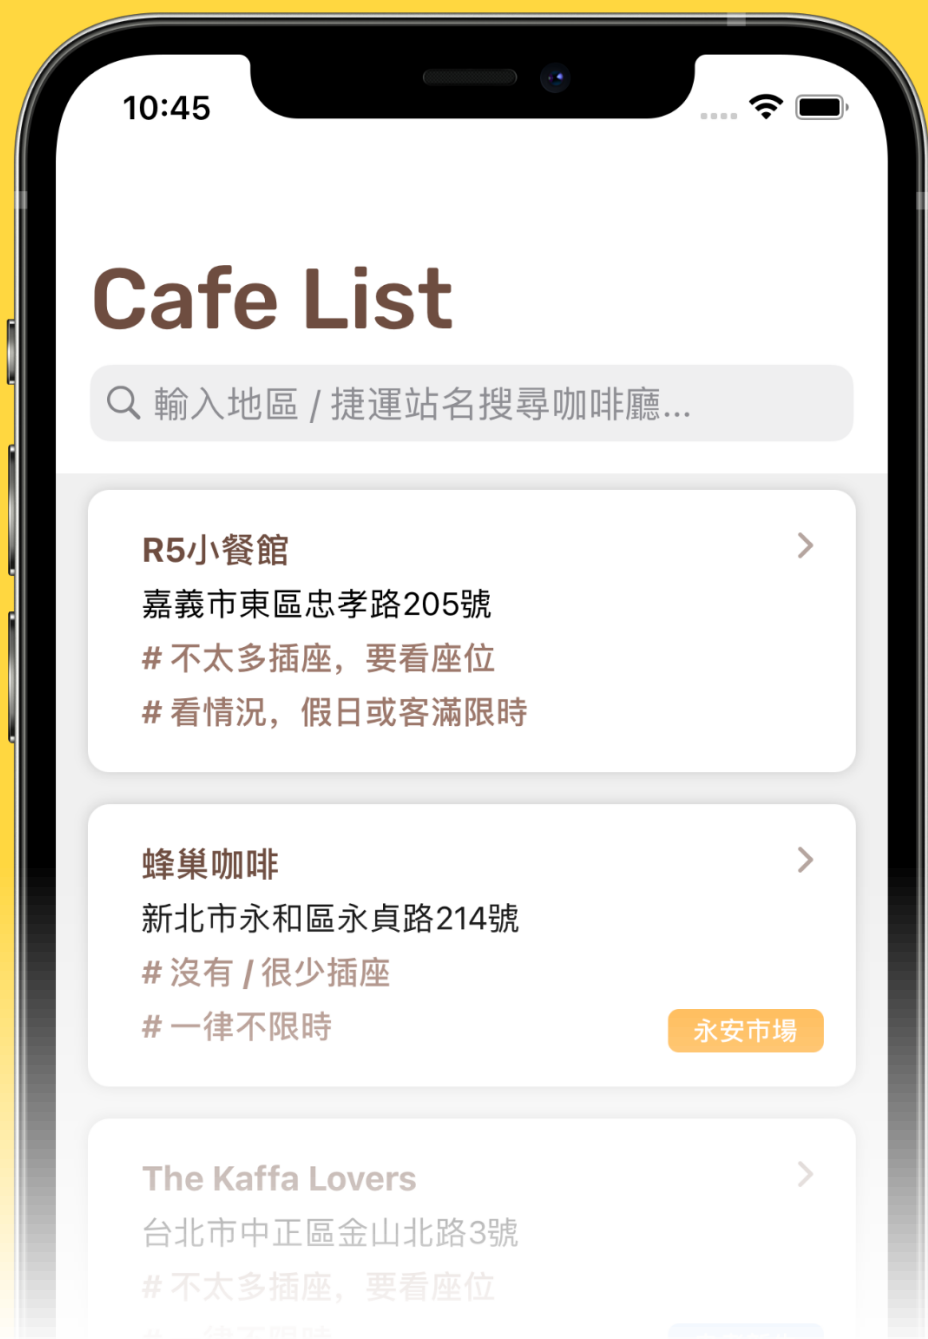 10:45
Cafe List
輸入地區 / 捷運站名搜尋咖啡廳...
R5小餐館
嘉義市東區忠孝路205號
# 不太多插座，要看座位
# 看情況，假日或客滿限時
蜂巢咖啡
新北市永和區永貞路214號
# 沒有 / 很少插座
# 一律不限時
永安市場
The Kaffa Lovers
台北市中正區金山北路3號
# 不太多插座，要看座位
# 一律不限時